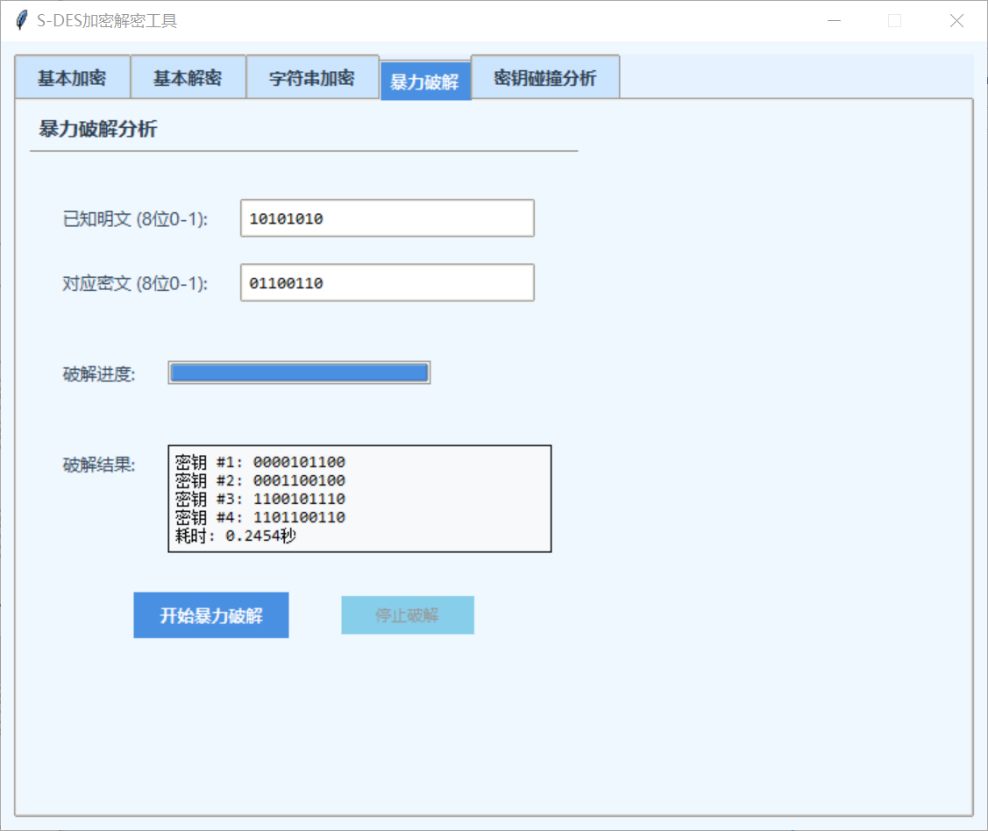 S-DES加密解密工具
基本加密 基本解密 字符串加密 暴力破解 密钥碰撞分析
暴力破解分析
已知明文 (8位0-1): 10101010
对应密文 (8位0-1): 01100110
破解进度:
破解结果:
密钥 #1: 0000101100
密钥 #2: 0001100100
密钥 #3: 1100101110
密钥 #4: 1101100110
耗时: 0.2454秒
开始暴力破解 停止破解